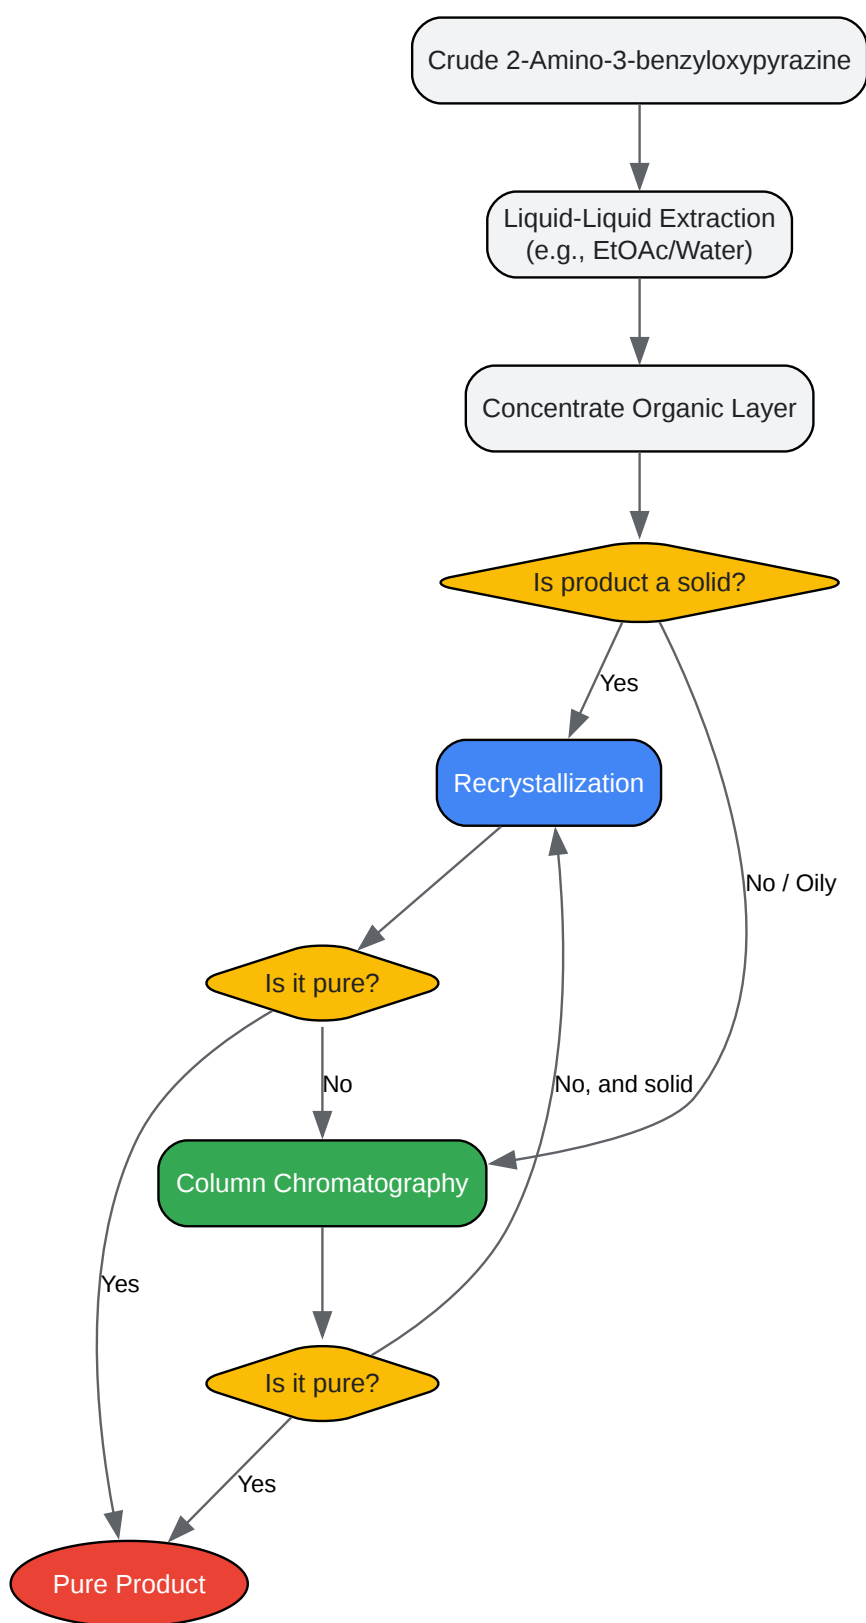 Crude 2-Amino-3-benzyloxypyrazine
Liquid-Liquid Extraction
(e.g., EtOAc/Water)
Concentrate Organic Layer
Is product a solid?
Yes
Recrystallization
No / Oily
Is it pure?
No
No, and solid
Column Chromatography
Yes
Is it pure?
Yes
Pure Product